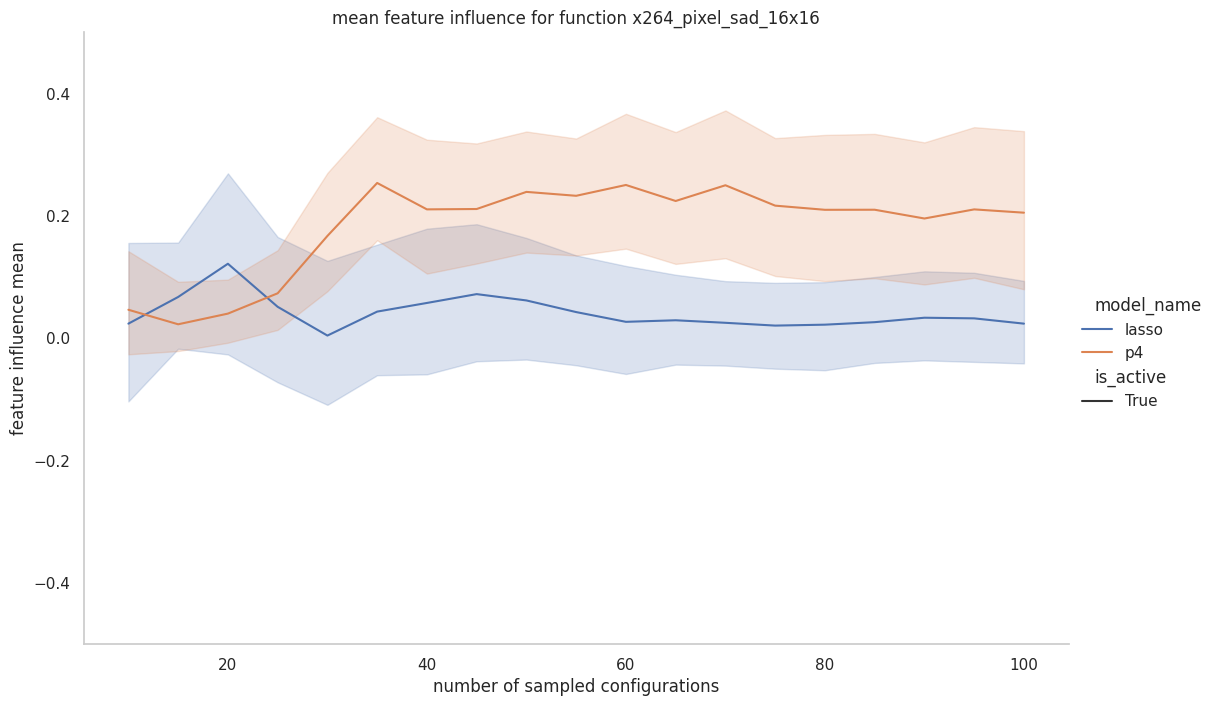 mean feature influence for function x264_pixel_sad_16x16
feature influence mean
0.4
0.2
0.0
−0.2
−0.4
20
40
60
80
100
number of sampled configurations
model_name
lasso
p4
is_active
True